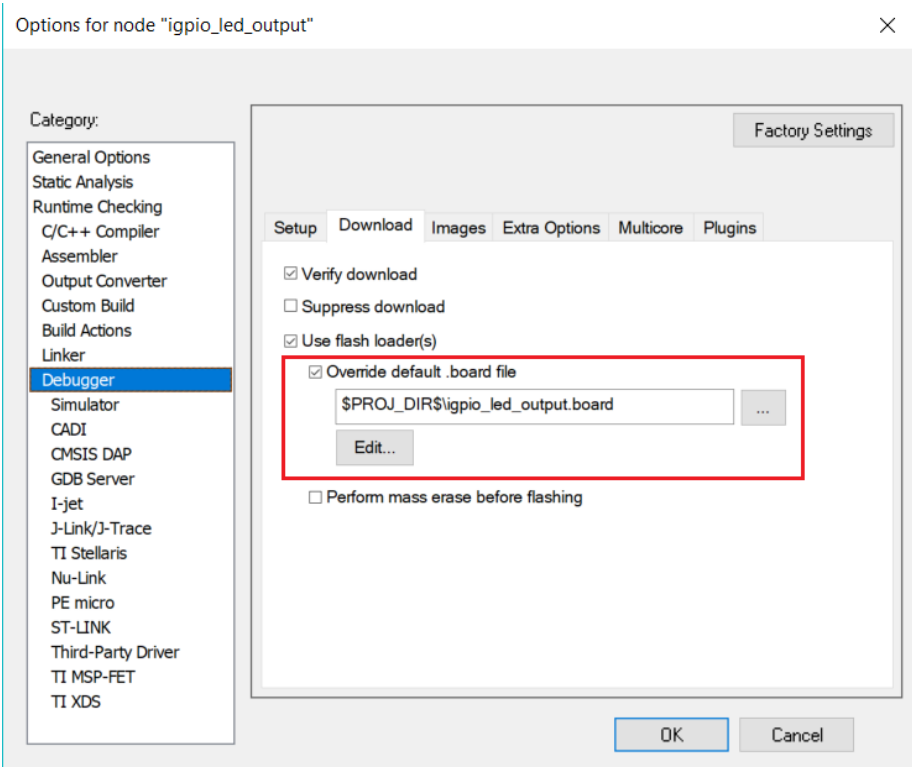 Options for node "igpio_led_output"
Category:
Factory Settings
General Options
Static Analysis
Runtime Checking
C/C++ Compiler
Assembler
Output Converter
Custom Build
Build Actions
Linker
Debugger
Simulator
CADI
CMSIS DAP
GDB Server
I-jet
J-Link/J-Trace
TI Stellaris
Nu-Link
PE micro
ST-LINK
Third-Party Driver
TI MSP-FET
TI XDS
Setup Download Images Extra Options Multicore Plugins
Verify download
Suppress download
Use flash loader(s)
Override default .board file
$PROJ_DIR$\igpio_led_output.board ...
Edit...
Perform mass erase before flashing
OK Cancel